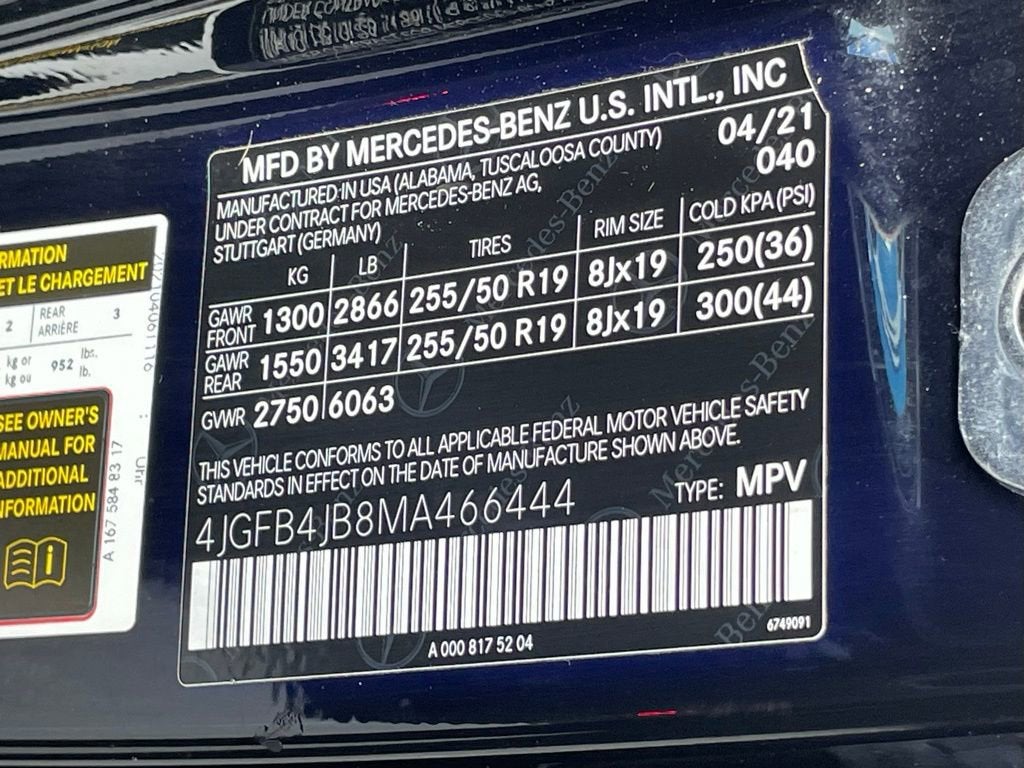 MFD BY MERCEDES-BENZ U.S. INTL., INC
MANUFACTURED IN USA (ALABAMA, TUSCALOOSA COUNTY)
04/21
UNDER CONTRACT FOR MERCEDES-BENZ AG,
040
STUTTGART (GERMANY)
KG LB TIRES RIM SIZE COLD KPA (PSI)
GAWR FRONT 1300 2866 255/50 R19 8Jx19 250(36)
GAWR REAR 1550 3417 255/50 R19 8Jx19 300(44)
GVWR 2750 6063
THIS VEHICLE CONFORMS TO ALL APPLICABLE FEDERAL MOTOR VEHICLE SAFETY
STANDARDS IN EFFECT ON THE DATE OF MANUFACTURE SHOWN ABOVE.
4JGFB4JB8MA466444
TYPE: MPV
6749091
A 000 817 52 04
RMATION
ET LE CHARGEMENT
2 REAR ARRIÈRE 3
kg or
kg ou
952 lbs.
lb.
SEE OWNER'S
MANUAL FOR
ADDITIONAL
INFORMATION
A 167 584 83 17
Uhr
Mercedes-Benz